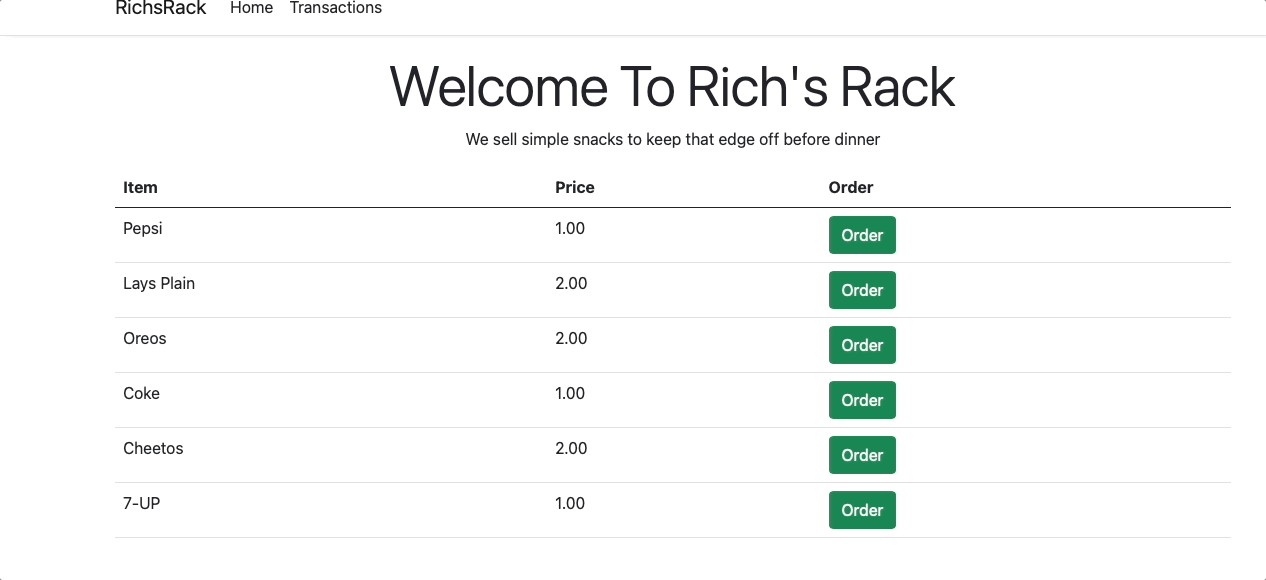 RichsRack Home Transactions
Welcome To Rich's Rack
We sell simple snacks to keep that edge off before dinner
Item Price Order
Pepsi 1.00 Order
Lays Plain 2.00 Order
Oreos 2.00 Order
Coke 1.00 Order
Cheetos 2.00 Order
7-UP 1.00 Order